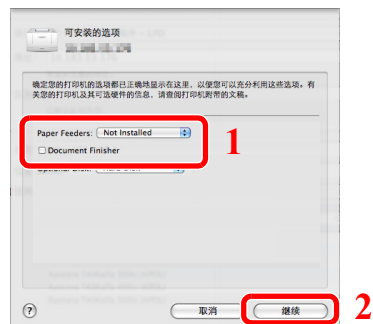 可安装的选项
确定您的打印机的选项都已正确地显示在这里，以便您可以充分利用这些选项。有
关您的打印机及其可选硬件的信息，请查阅打印机附带的文稿。
Paper Feeders: Not Installed
1
Document Finisher
?
取消
继续
2